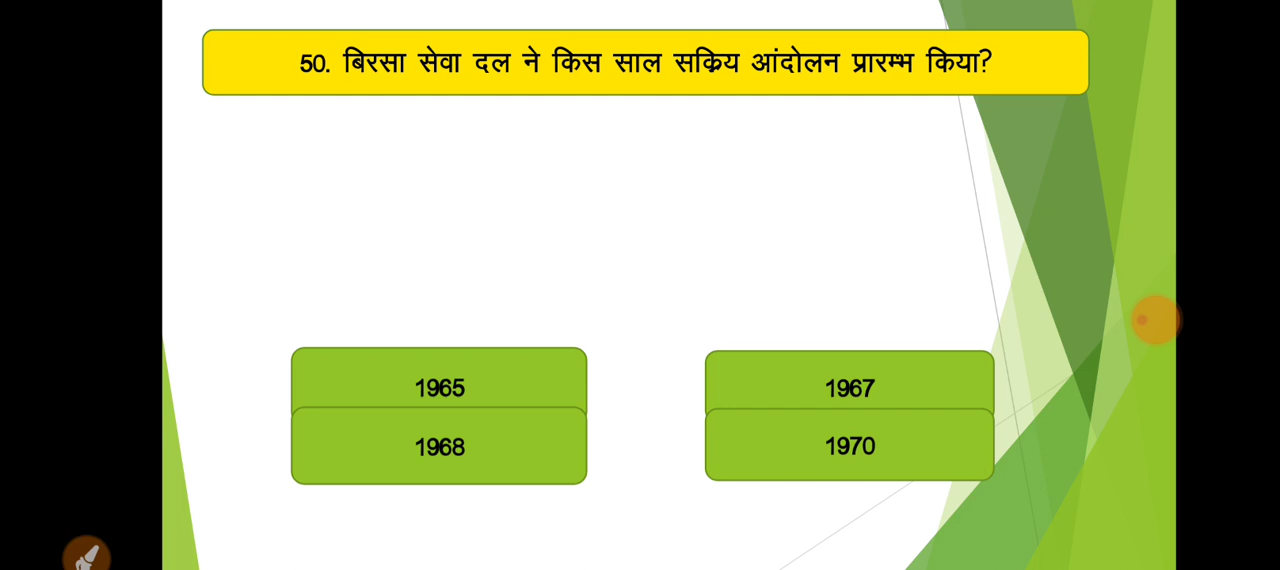 50. बिरसा सेवा दल ने किस साल सक्रिय आंदोलन प्रारम्भ किया?
1965
1967
1968
1970